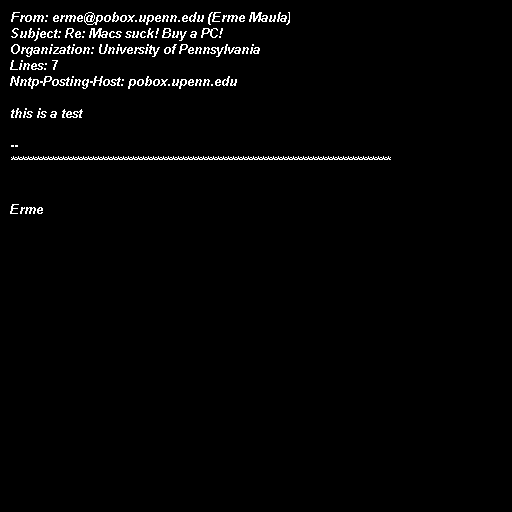 From: erme@pobox.upenn.edu (Erme Maula)
Subject: Re: Macs suck! Buy a PC!
Organization: University of Pennsylvania
Lines: 7
Nntp-Posting-Host: pobox.upenn.edu
this is a test
--
*******************************************************************************
Erme